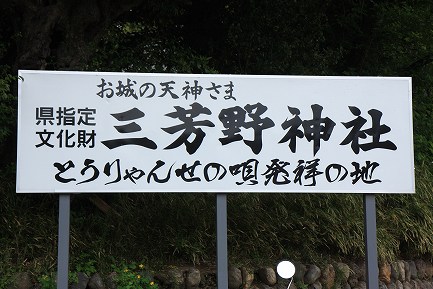 お城の天神さま
県指定
文化財
三芳野神社
とうりゃんせの唄発祥の地